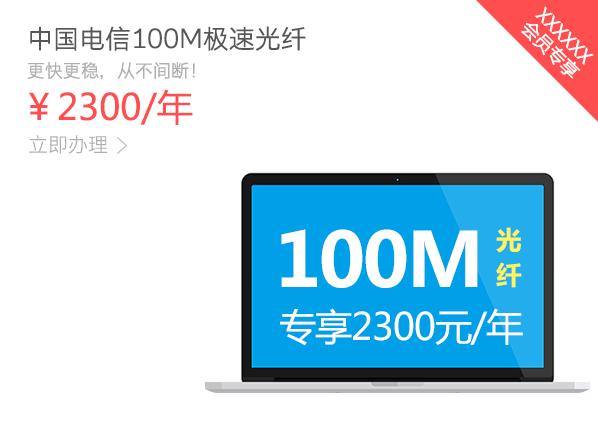 中国电信100M极速光纤
更快更稳，从不间断！
¥ 2300/年
立即办理 >
XXXXXX
会员专享
100M
光纤
专享2300元/年